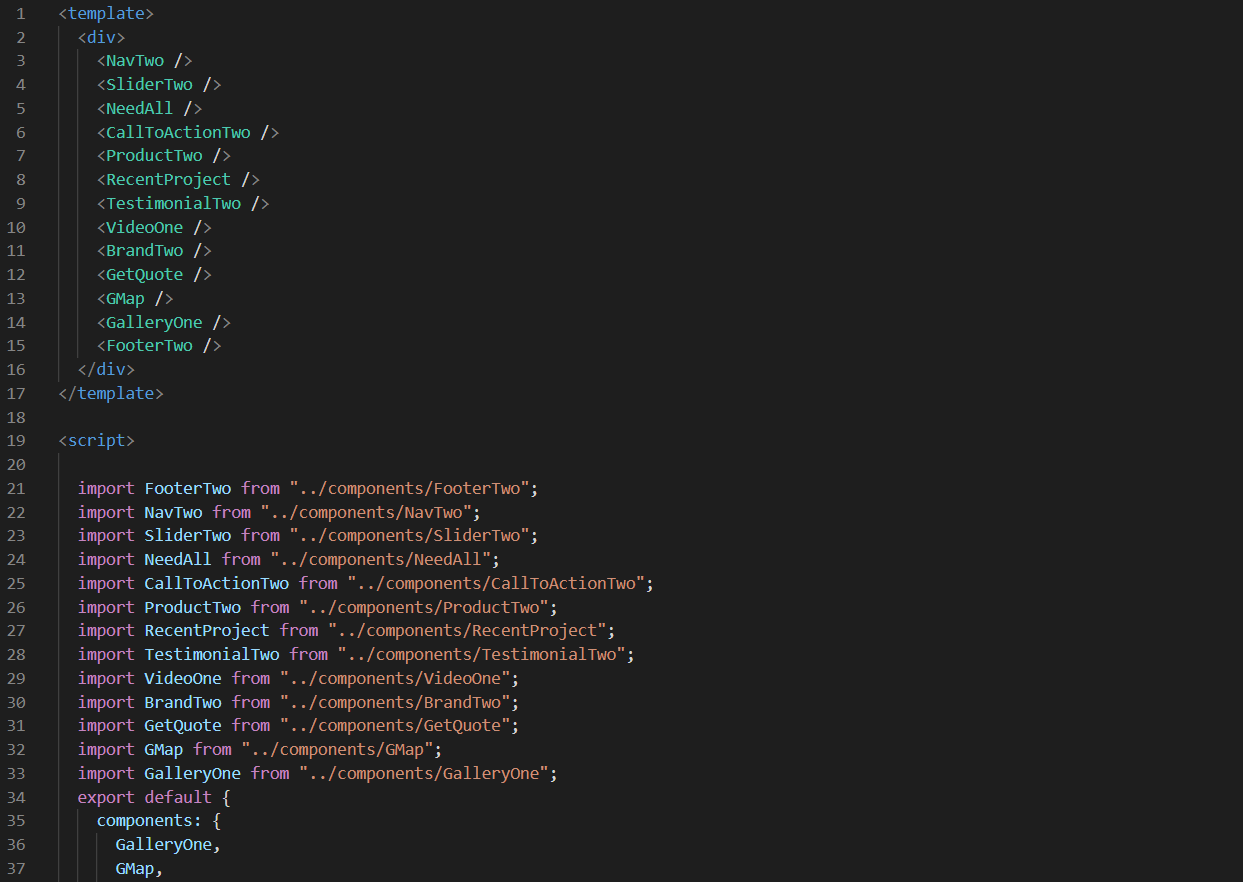 1 <template>
2 <div>
3 <NavTwo />
4 <SliderTwo />
5 <NeedAll />
6 <CallToActionTwo />
7 <ProductTwo />
8 <RecentProject />
9 <TestimonialTwo />
10 <VideoOne />
11 <BrandTwo />
12 <GetQuote />
13 <GMap />
14 <GalleryOne />
15 <FooterTwo />
16 </div>
17 </template>
18
19 <script>
20
21 import FooterTwo from "../components/FooterTwo";
22 import NavTwo from "../components/NavTwo";
23 import SliderTwo from "../components/SliderTwo";
24 import NeedAll from "../components/NeedAll";
25 import CallToActionTwo from "../components/CallToActionTwo";
26 import ProductTwo from "../components/ProductTwo";
27 import RecentProject from "../components/RecentProject";
28 import TestimonialTwo from "../components/TestimonialTwo";
29 import VideoOne from "../components/VideoOne";
30 import BrandTwo from "../components/BrandTwo";
31 import GetQuote from "../components/GetQuote";
32 import GMap from "../components/GMap";
33 import GalleryOne from "../components/GalleryOne";
34 export default {
35 components: {
36 GalleryOne,
37 GMap,